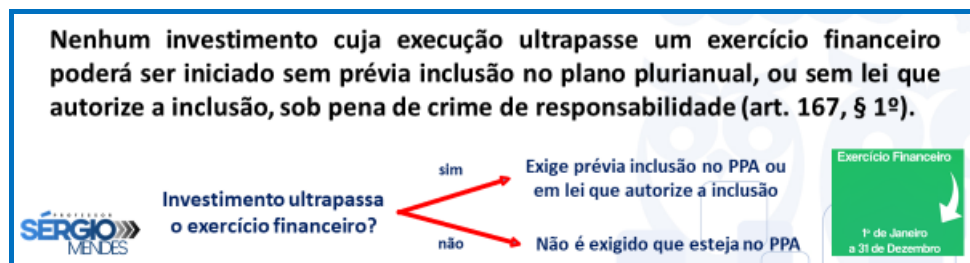 Nenhum investimento cuja execução ultrapasse um exercício financeiro
poderá ser iniciado sem prévia inclusão no plano plurianual, ou sem lei que
autorize a inclusão, sob pena de crime de responsabilidade (art. 167, § 1º).
Investimento ultrapassa
o exercício financeiro?
sim
Exige prévia inclusão no PPA ou
em lei que autorize a inclusão
não
Não é exigido que esteja no PPA
Exercício Financeiro
1º de Janeiro
a 31 de Dezembro
PROFESSOR
SÉRGIO
MENDES